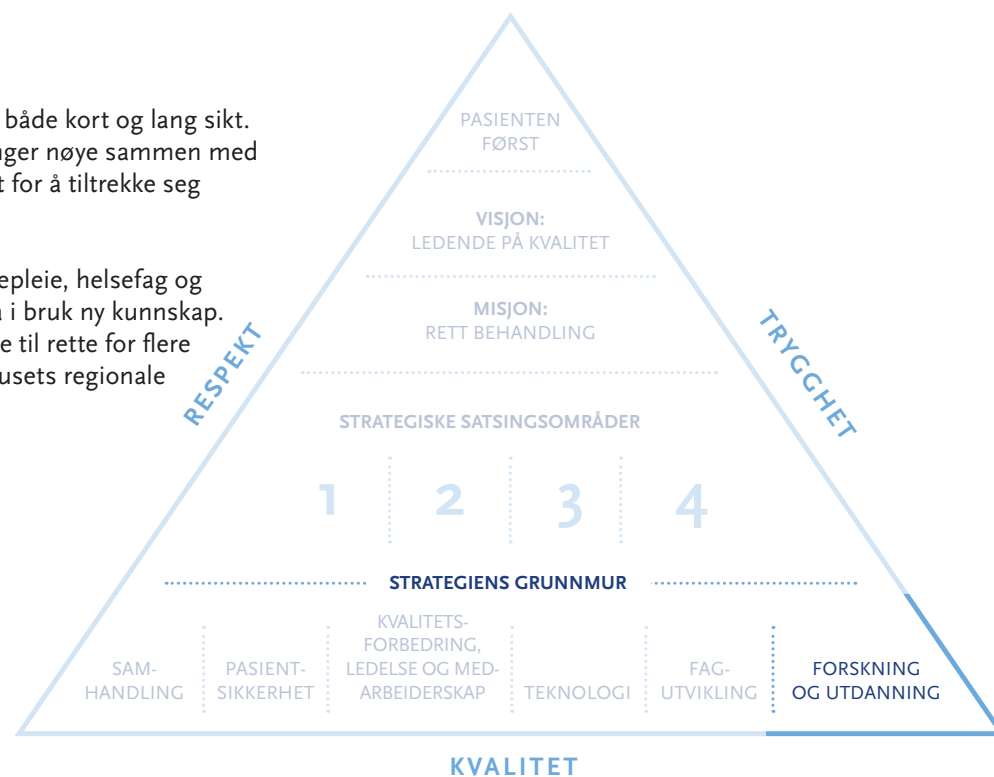 både kort og lang sikt.
nøye sammen med
for å tiltrekke seg
helsefag og
i bruk ny kunnskap.
til rette for flere
regionale
PASIENTEN
FØRST
VISJON:
LEDENDE PÅ KVALITET
MISJON:
RETT BEHANDLING
RESPEKT
TRYGGHET
STRATEGISKE SATSINGSOMRÅDER
1 2 3 4
STRATEGIENS GRUNNMUR
SAM-
HANDLING
PASIENT-
SIKKERHET
KVALITETS-
FORBEDRING,
LEDELSE OG MED-
ARBEIDERSKAP
TEKNOLOGI
FAG-
UTVIKLING
FORSKNING
OG UTDANNING
KVALITET